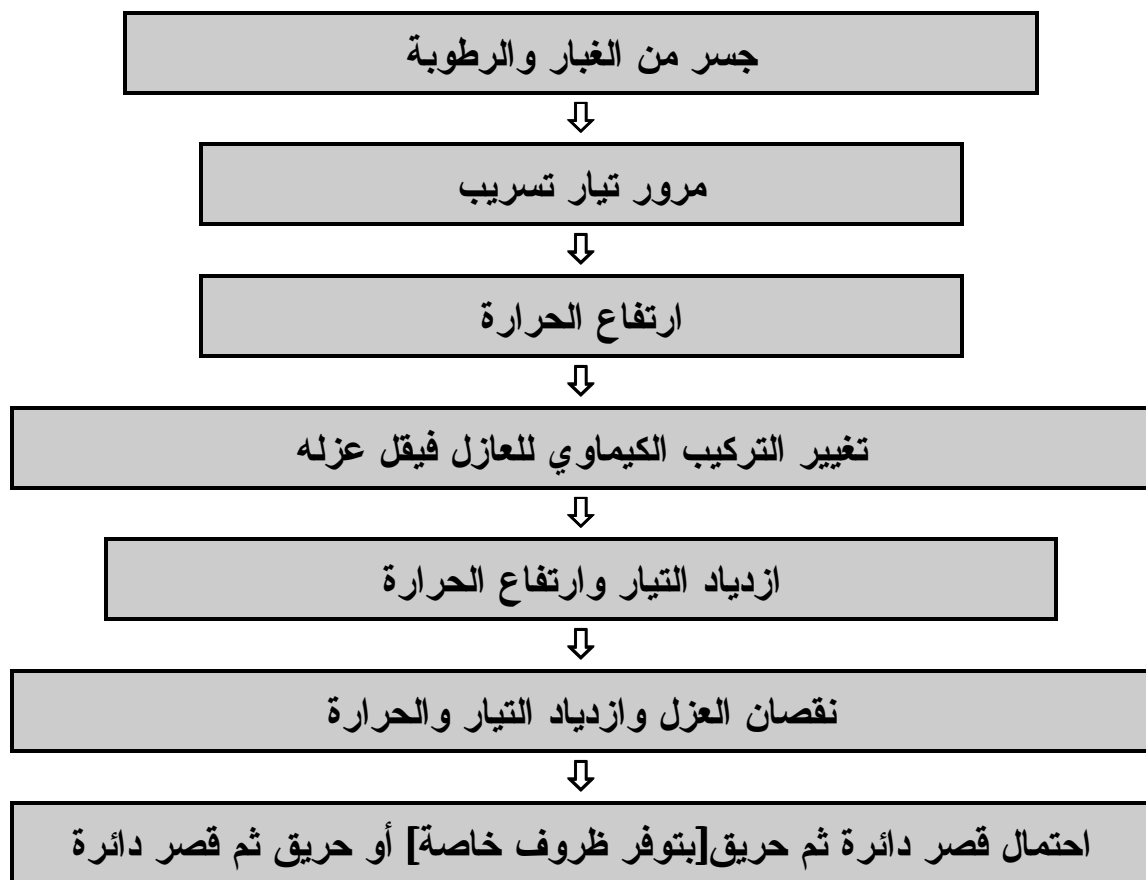 جسر من الغبار والرطوبة
مرور تيار تسريب
ارتفاع الحرارة
تغيير التركيب الكيماوي للعازل فيقل عزله
ازدياد التيار وارتفاع الحرارة
نقصان العزل وازدياد التيار والحرارة
احتمال قصر دائرة ثم حريق[بتوفر ظروف خاصة] أو حريق ثم قصر دائرة